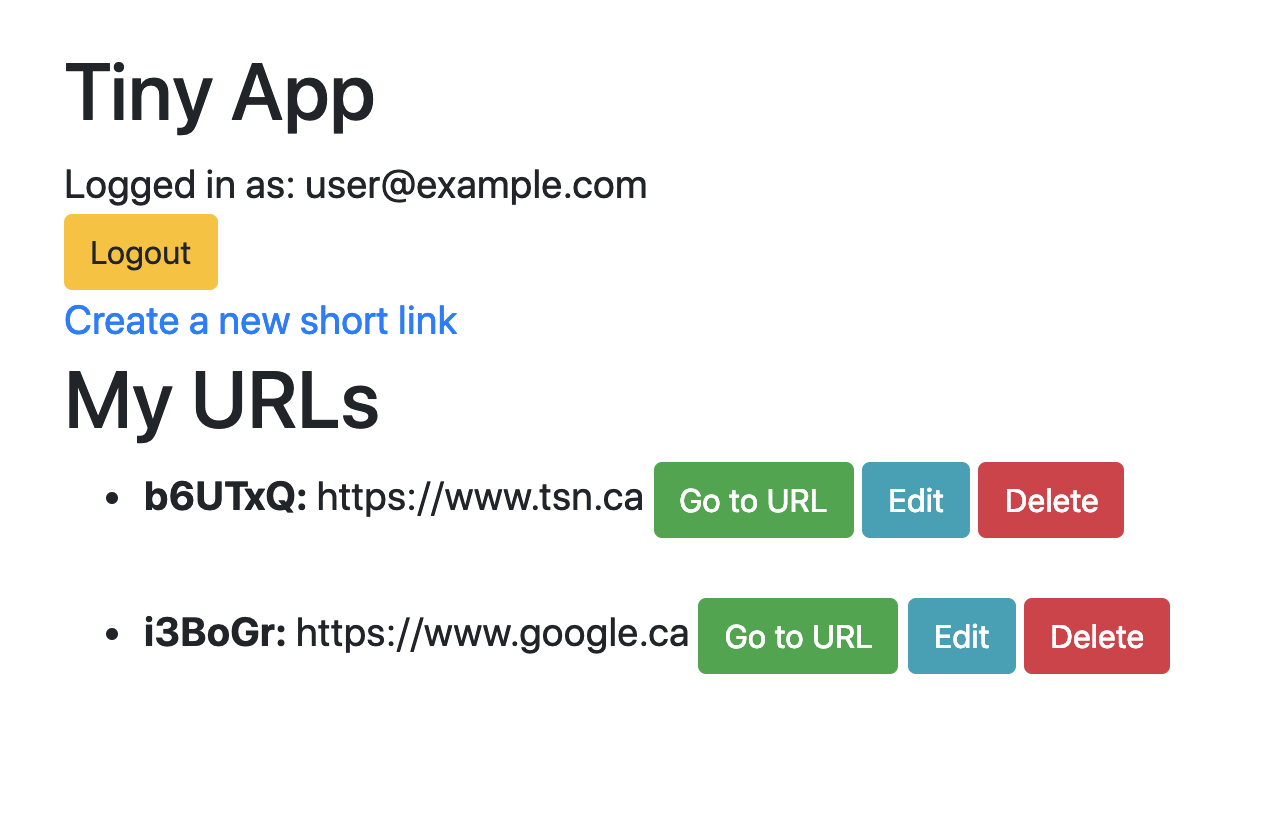 Tiny App
Logged in as: user@example.com
Logout
Create a new short link
My URLs
b6UTxQ: https://www.tsn.ca Go to URL Edit Delete
i3BoGr: https://www.google.ca Go to URL Edit Delete